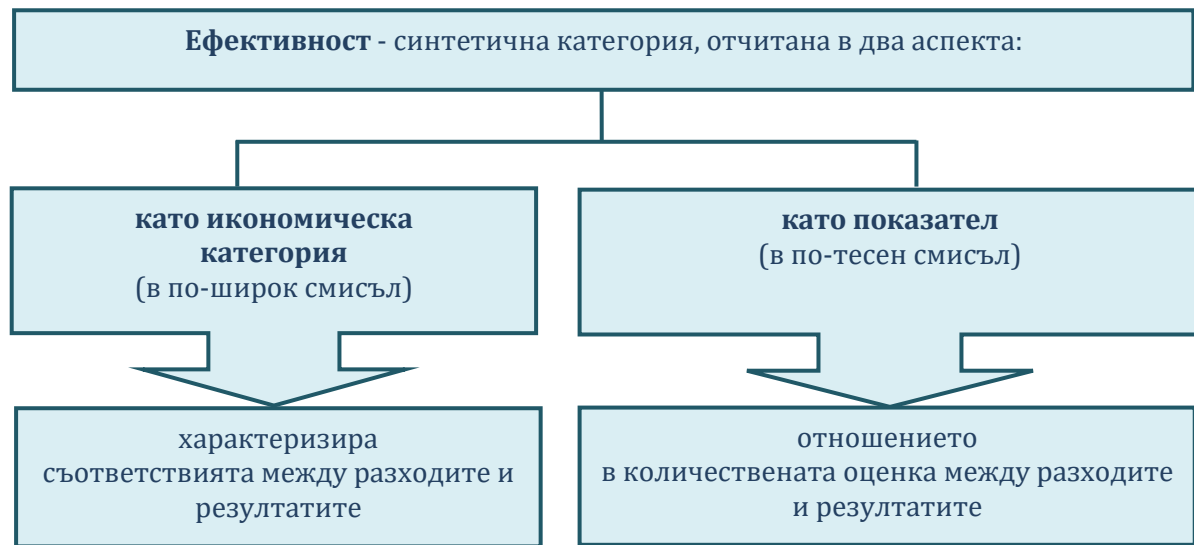 Ефективност - синтетична категория, отчитана в два аспекта:
като икономическа
категория
(в по-широк смисъл)
като показател
(в по-тесен смисъл)
характеризира
съответствията между разходите и
резултатите
отношението
в количествената оценка между разходите
и резултатите